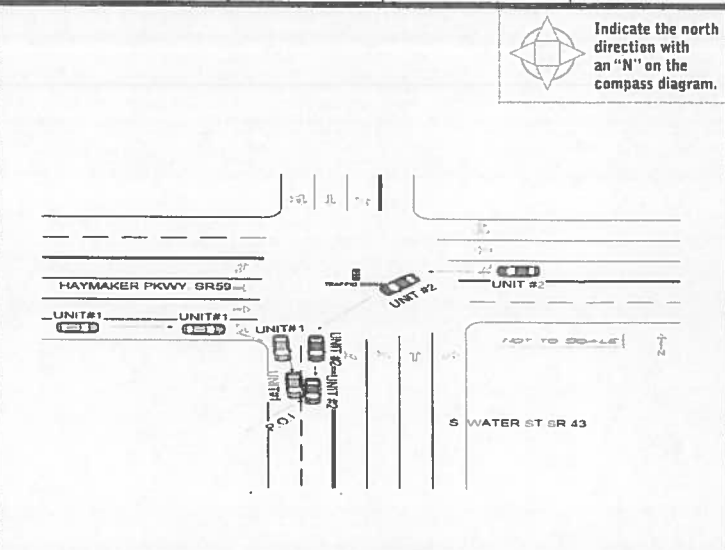 Indicate the north
direction with
an "N" on the
compass diagram.
HAYMAKER PKWY SR59
TRAFFIC
UNIT #2
UNIT #2
UNIT#1
UNIT#1
UNIT#1
UNIT #2
UNIT #2
UNIT#1
P.O.I
NOT TO SCALE
N
S WATER ST SR 43